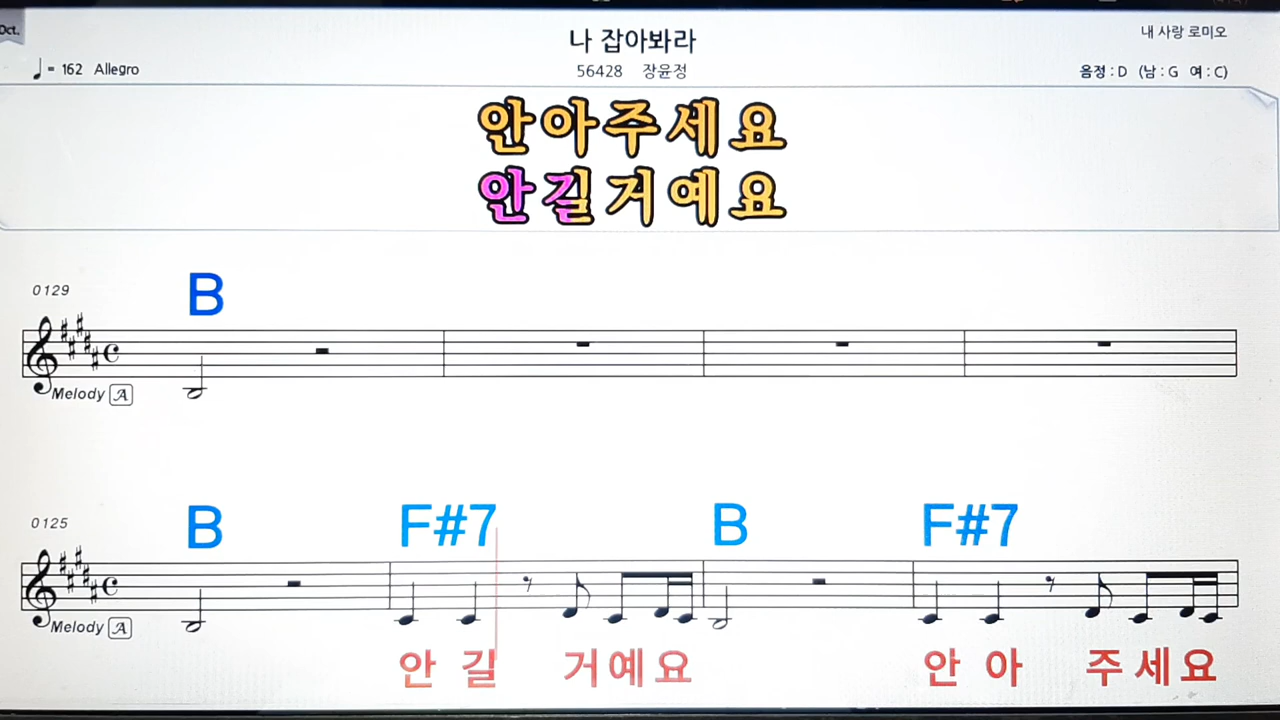 Oct.
나 잡아봐라
내 사랑 로미오
♩= 162 Allegro
56428 장윤정
음정 : D (남 : G 여 : C)
안아주세요
안길거예요
0129
B
Melody A
0125
B F#7 B F#7
Melody A
안 길 거예요 안 아 주세요